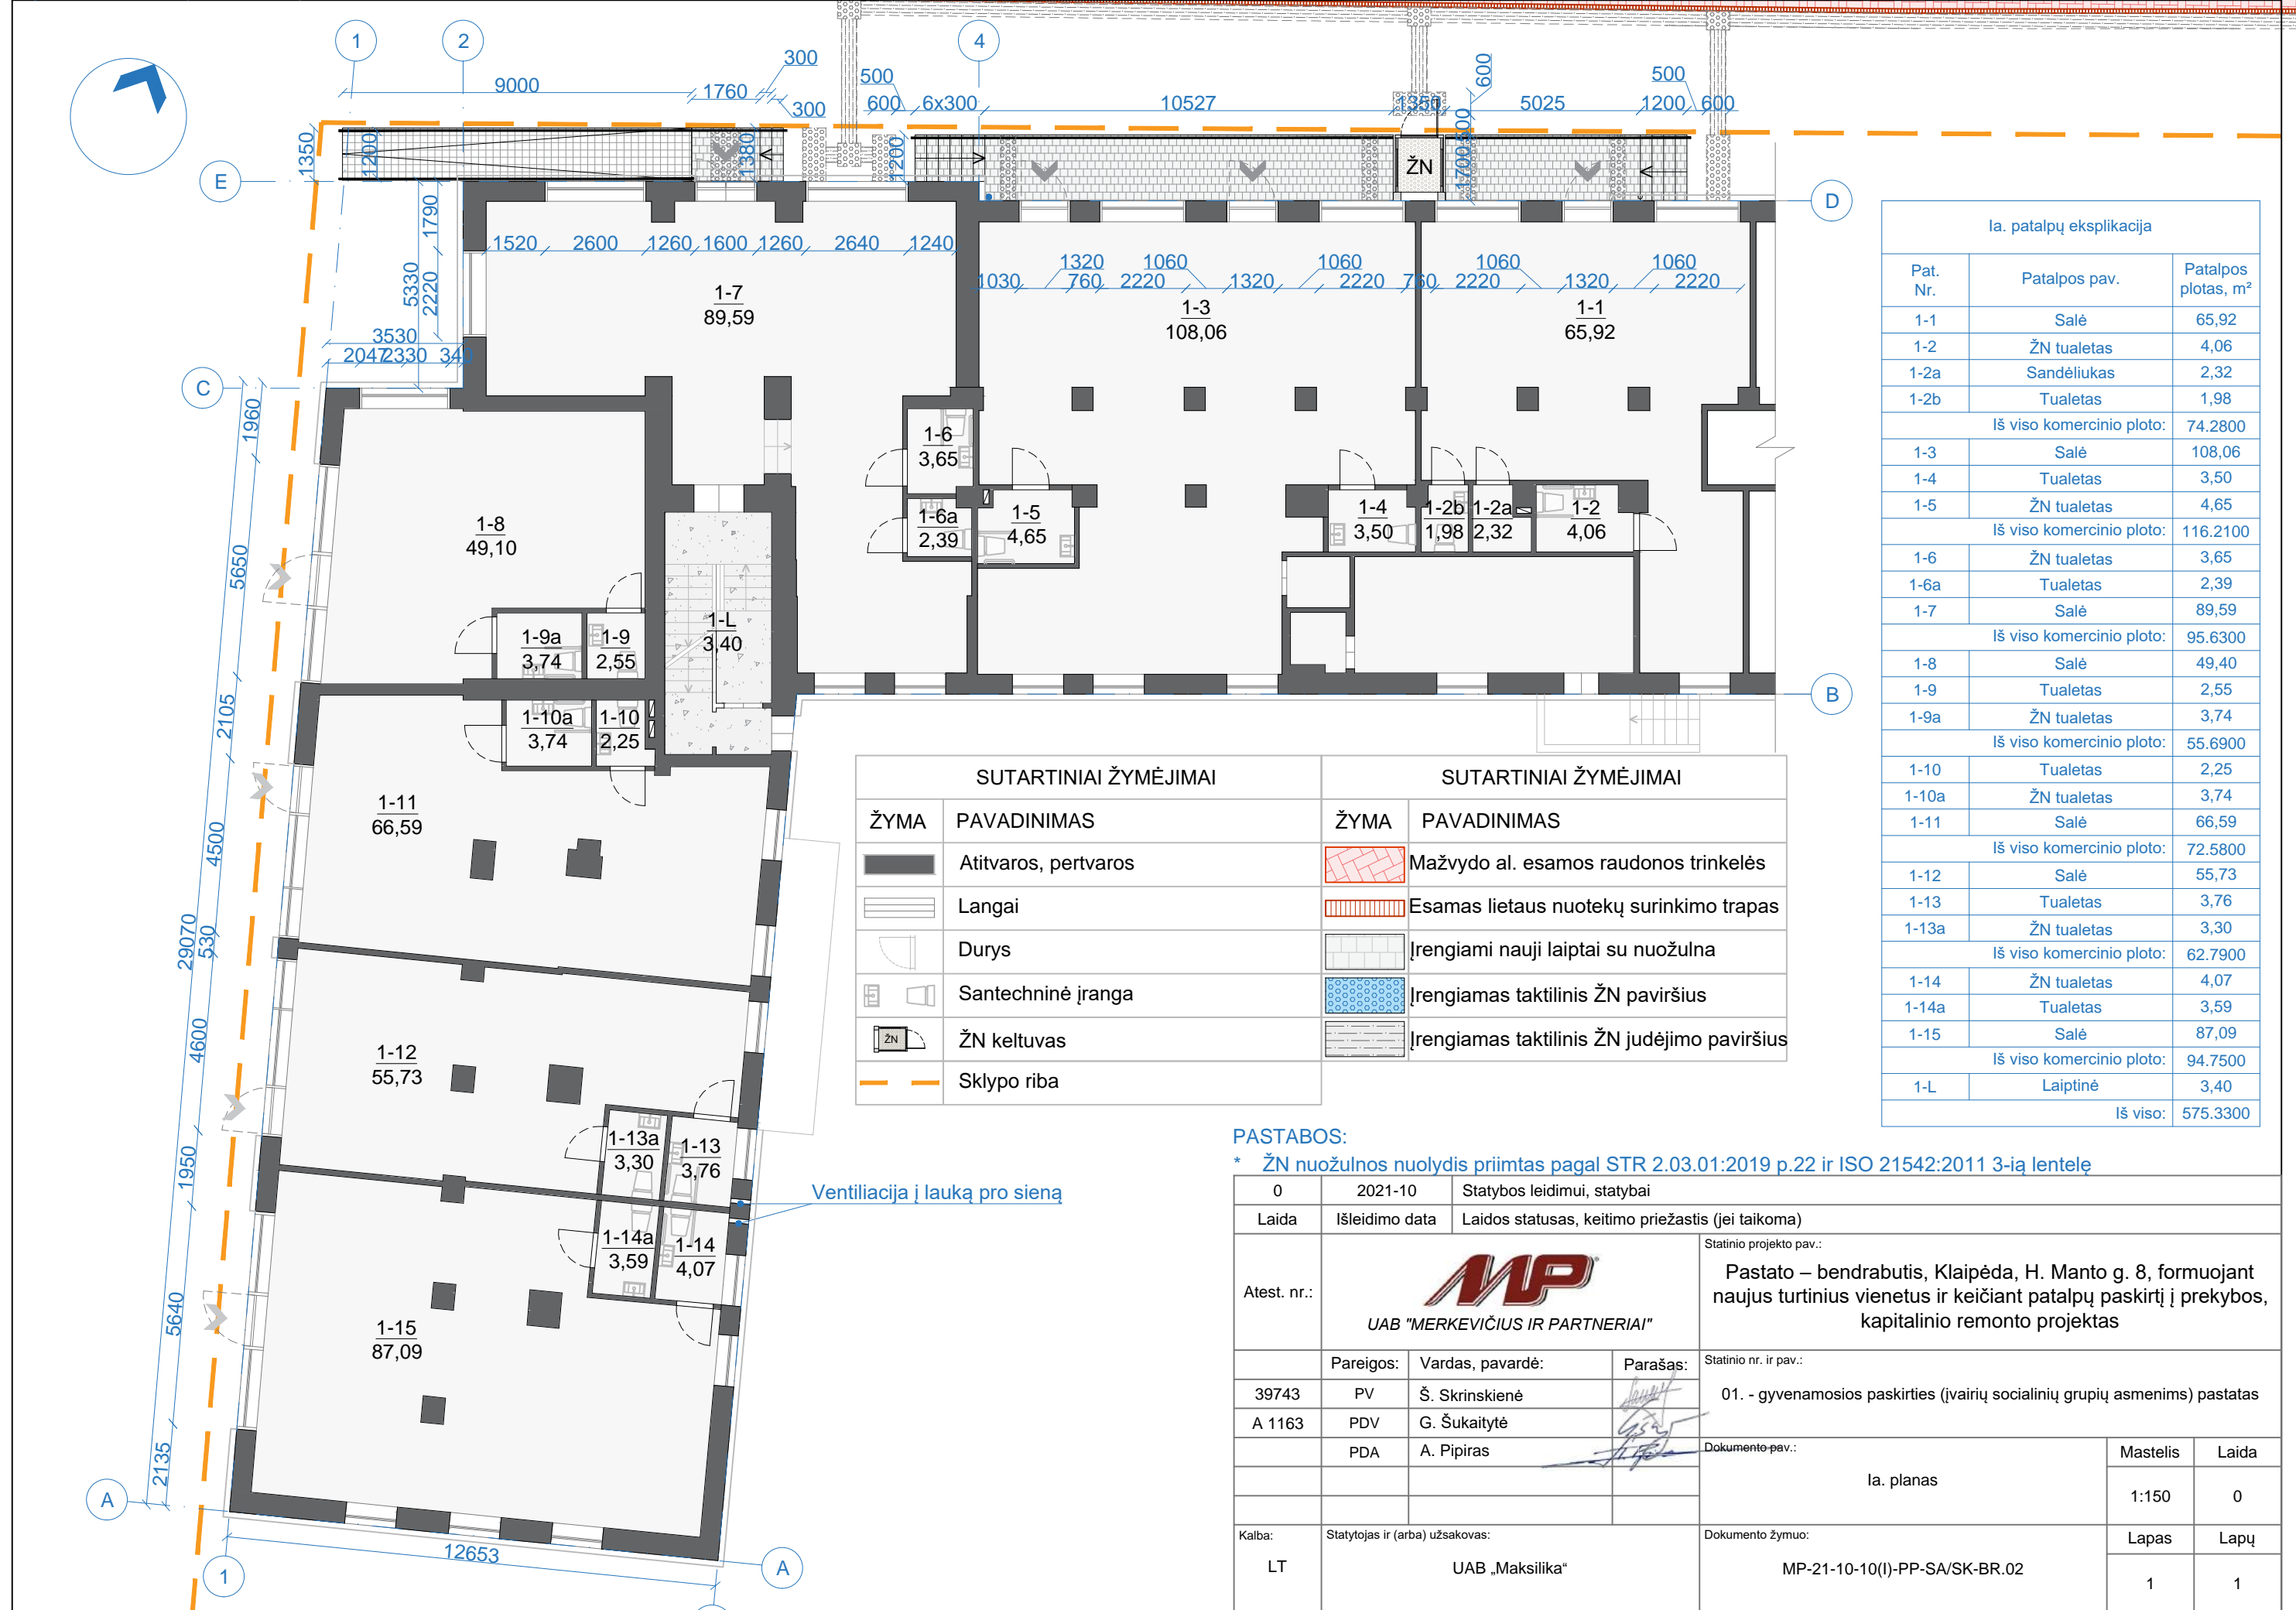 1
2
4
9000
1760
300
300
500
600
6x300
10527
1350
600
500
5025
1200
600
1350
1200
1380
1200
1700
500
ŽN
E
D
C
B
1790
5330
2220
3530
2047
2330
340
1520
2600
1260
1600
1260
2640
1240
1320
1060
1060
1030
760
2220
1320
2220
760
1060
1060
2220
1320
2220
1-7
89,59
1-3
108,06
1-1
65,92
1-6
3,65
1-6a
2,39
1-5
4,65
1-4
3,50
1-2b
1,98
1-2a
2,32
1-2
4,06
1-8
49,10
1-9a
3,74
1-9
2,55
1-L
3,40
1-10a
3,74
1-10
2,25
1-11
66,59
1-12
55,73
1-13a
3,30
1-13
3,76
1-14a
3,59
1-14
4,07
1-15
87,09
1960
5650
2105
4500
29070
530
4600
1950
5640
2135
A
1
12653
A
Ventiliacija į lauką pro sieną
SUTARTINIAI ŽYMĖJIMAI
ŽYMA PAVADINIMAS
Atitvaros, pertvaros
Langai
Durys
Santechninė įranga
ŽN ŽN keltuvas
Sklypo riba
SUTARTINIAI ŽYMĖJIMAI
ŽYMA PAVADINIMAS
Mažvydo al. esamos raudonos trinkelės
Esamas lietaus nuotekų surinkimo trapas
Įrengiami nauji laiptai su nuožulna
Įrengiamas taktilinis ŽN paviršius
Įrengiamas taktilinis ŽN judėjimo paviršius
Ia. patalpų eksplikacija
Pat. Nr. Patalpos pav. Patalpos plotas, m²
1-1 Salė 65,92
1-2 ŽN tualetas 4,06
1-2a Sandėliukas 2,32
1-2b Tualetas 1,98
Iš viso komercinio ploto: 74.2800
1-3 Salė 108,06
1-4 Tualetas 3,50
1-5 ŽN tualetas 4,65
Iš viso komercinio ploto: 116.2100
1-6 ŽN tualetas 3,65
1-6a Tualetas 2,39
1-7 Salė 89,59
Iš viso komercinio ploto: 95.6300
1-8 Salė 49,40
1-9 Tualetas 2,55
1-9a ŽN tualetas 3,74
Iš viso komercinio ploto: 55.6900
1-10 Tualetas 2,25
1-10a ŽN tualetas 3,74
1-11 Salė 66,59
Iš viso komercinio ploto: 72.5800
1-12 Salė 55,73
1-13 Tualetas 3,76
1-13a ŽN tualetas 3,30
Iš viso komercinio ploto: 62.7900
1-14 ŽN tualetas 4,07
1-14a Tualetas 3,59
1-15 Salė 87,09
Iš viso komercinio ploto: 94.7500
1-L Laiptinė 3,40
Iš viso: 575.3300
PASTABOS:
* ŽN nuožulnos nuolydis priimtas pagal STR 2.03.01:2019 p.22 ir ISO 21542:2011 3-ią lentelę
0 2021-10 Statybos leidimui, statybai
Laida Išleidimo data Laidos statusas, keitimo priežastis (jei taikoma)
Atest. nr.:
MP
UAB "MERKEVIČIUS IR PARTNERIAI"
Statinio projekto pav.:
Pastato – bendrabutis, Klaipėda, H. Manto g. 8, formuojant
naujus turtinius vienetus ir keičiant patalpų paskirtį į prekybos,
kapitalinio remonto projektas
Pareigos: Vardas, pavardė: Parašas:
39743 PV Š. Skrinskienė
A 1163 PDV G. Šukaitytė
PDA A. Pipiras
Statinio nr. ir pav.:
01. - gyvenamosios paskirties (įvairių socialinių grupių asmenims) pastatas
Dokumento pav.:
Ia. planas
Mastelis Laida
1:150 0
Kalba:
LT
Statytojas ir (arba) užsakovas:
UAB „Maksilika“
Dokumento žymuo:
MP-21-10-10(I)-PP-SA/SK-BR.02
Lapas Lapų
1 1